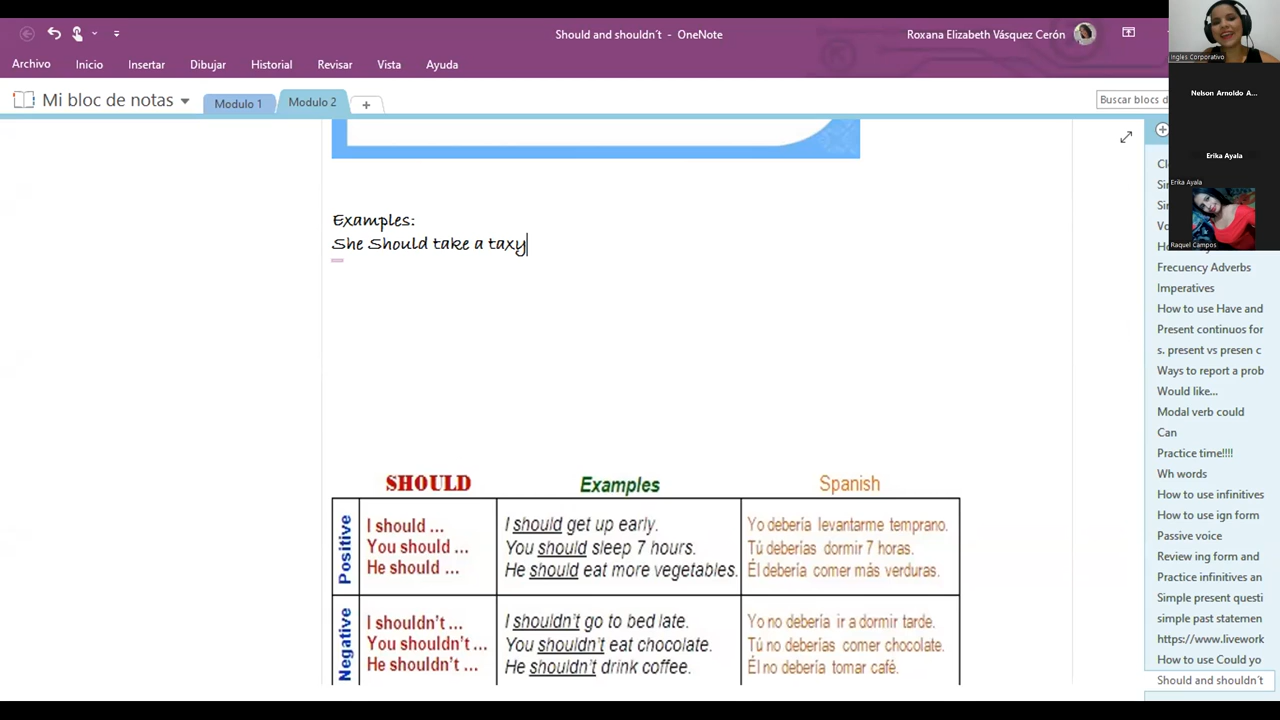 Should and shouldn´t - OneNote
Roxana Elizabeth Vásquez Cerón
Archivo Inicio Insertar Dibujar Historial Revisar Vista Ayuda
Mi bloc de notas
Modulo 1
Modulo 2
+
Buscar blocs d
Examples:
She Should take a taxy
SHOULD Examples Spanish
Positive
I should ...
You should ...
He should ...
I should get up early.
You should sleep 7 hours.
He should eat more vegetables.
Yo debería levantarme temprano.
Tú deberías dormir 7 horas.
Él debería comer más verduras.
Negative
I shouldn't ...
You shouldn't ...
He shouldn't ...
I shouldn't go to bed late.
You shouldn't eat chocolate.
He shouldn't drink coffee.
Yo no debería ir a dormir tarde.
Tú no deberías comer chocolate.
Él no debería tomar café.
Ingles Corporativo
Nelson Arnoldo A...
Erika Ayala
Erika Ayala
Raquel Campos
Frecuency Adverbs
Imperatives
How to use Have and
Present continuos for
s. present vs presen c
Ways to report a prob
Would like...
Modal verb could
Can
Practice time!!!!
Wh words
How to use infinitives
How to use ign form
Passive voice
Review ing form and
Practice infinitives an
Simple present questi
simple past statemen
https://www.livework
How to use Could yo
Should and shouldn´t